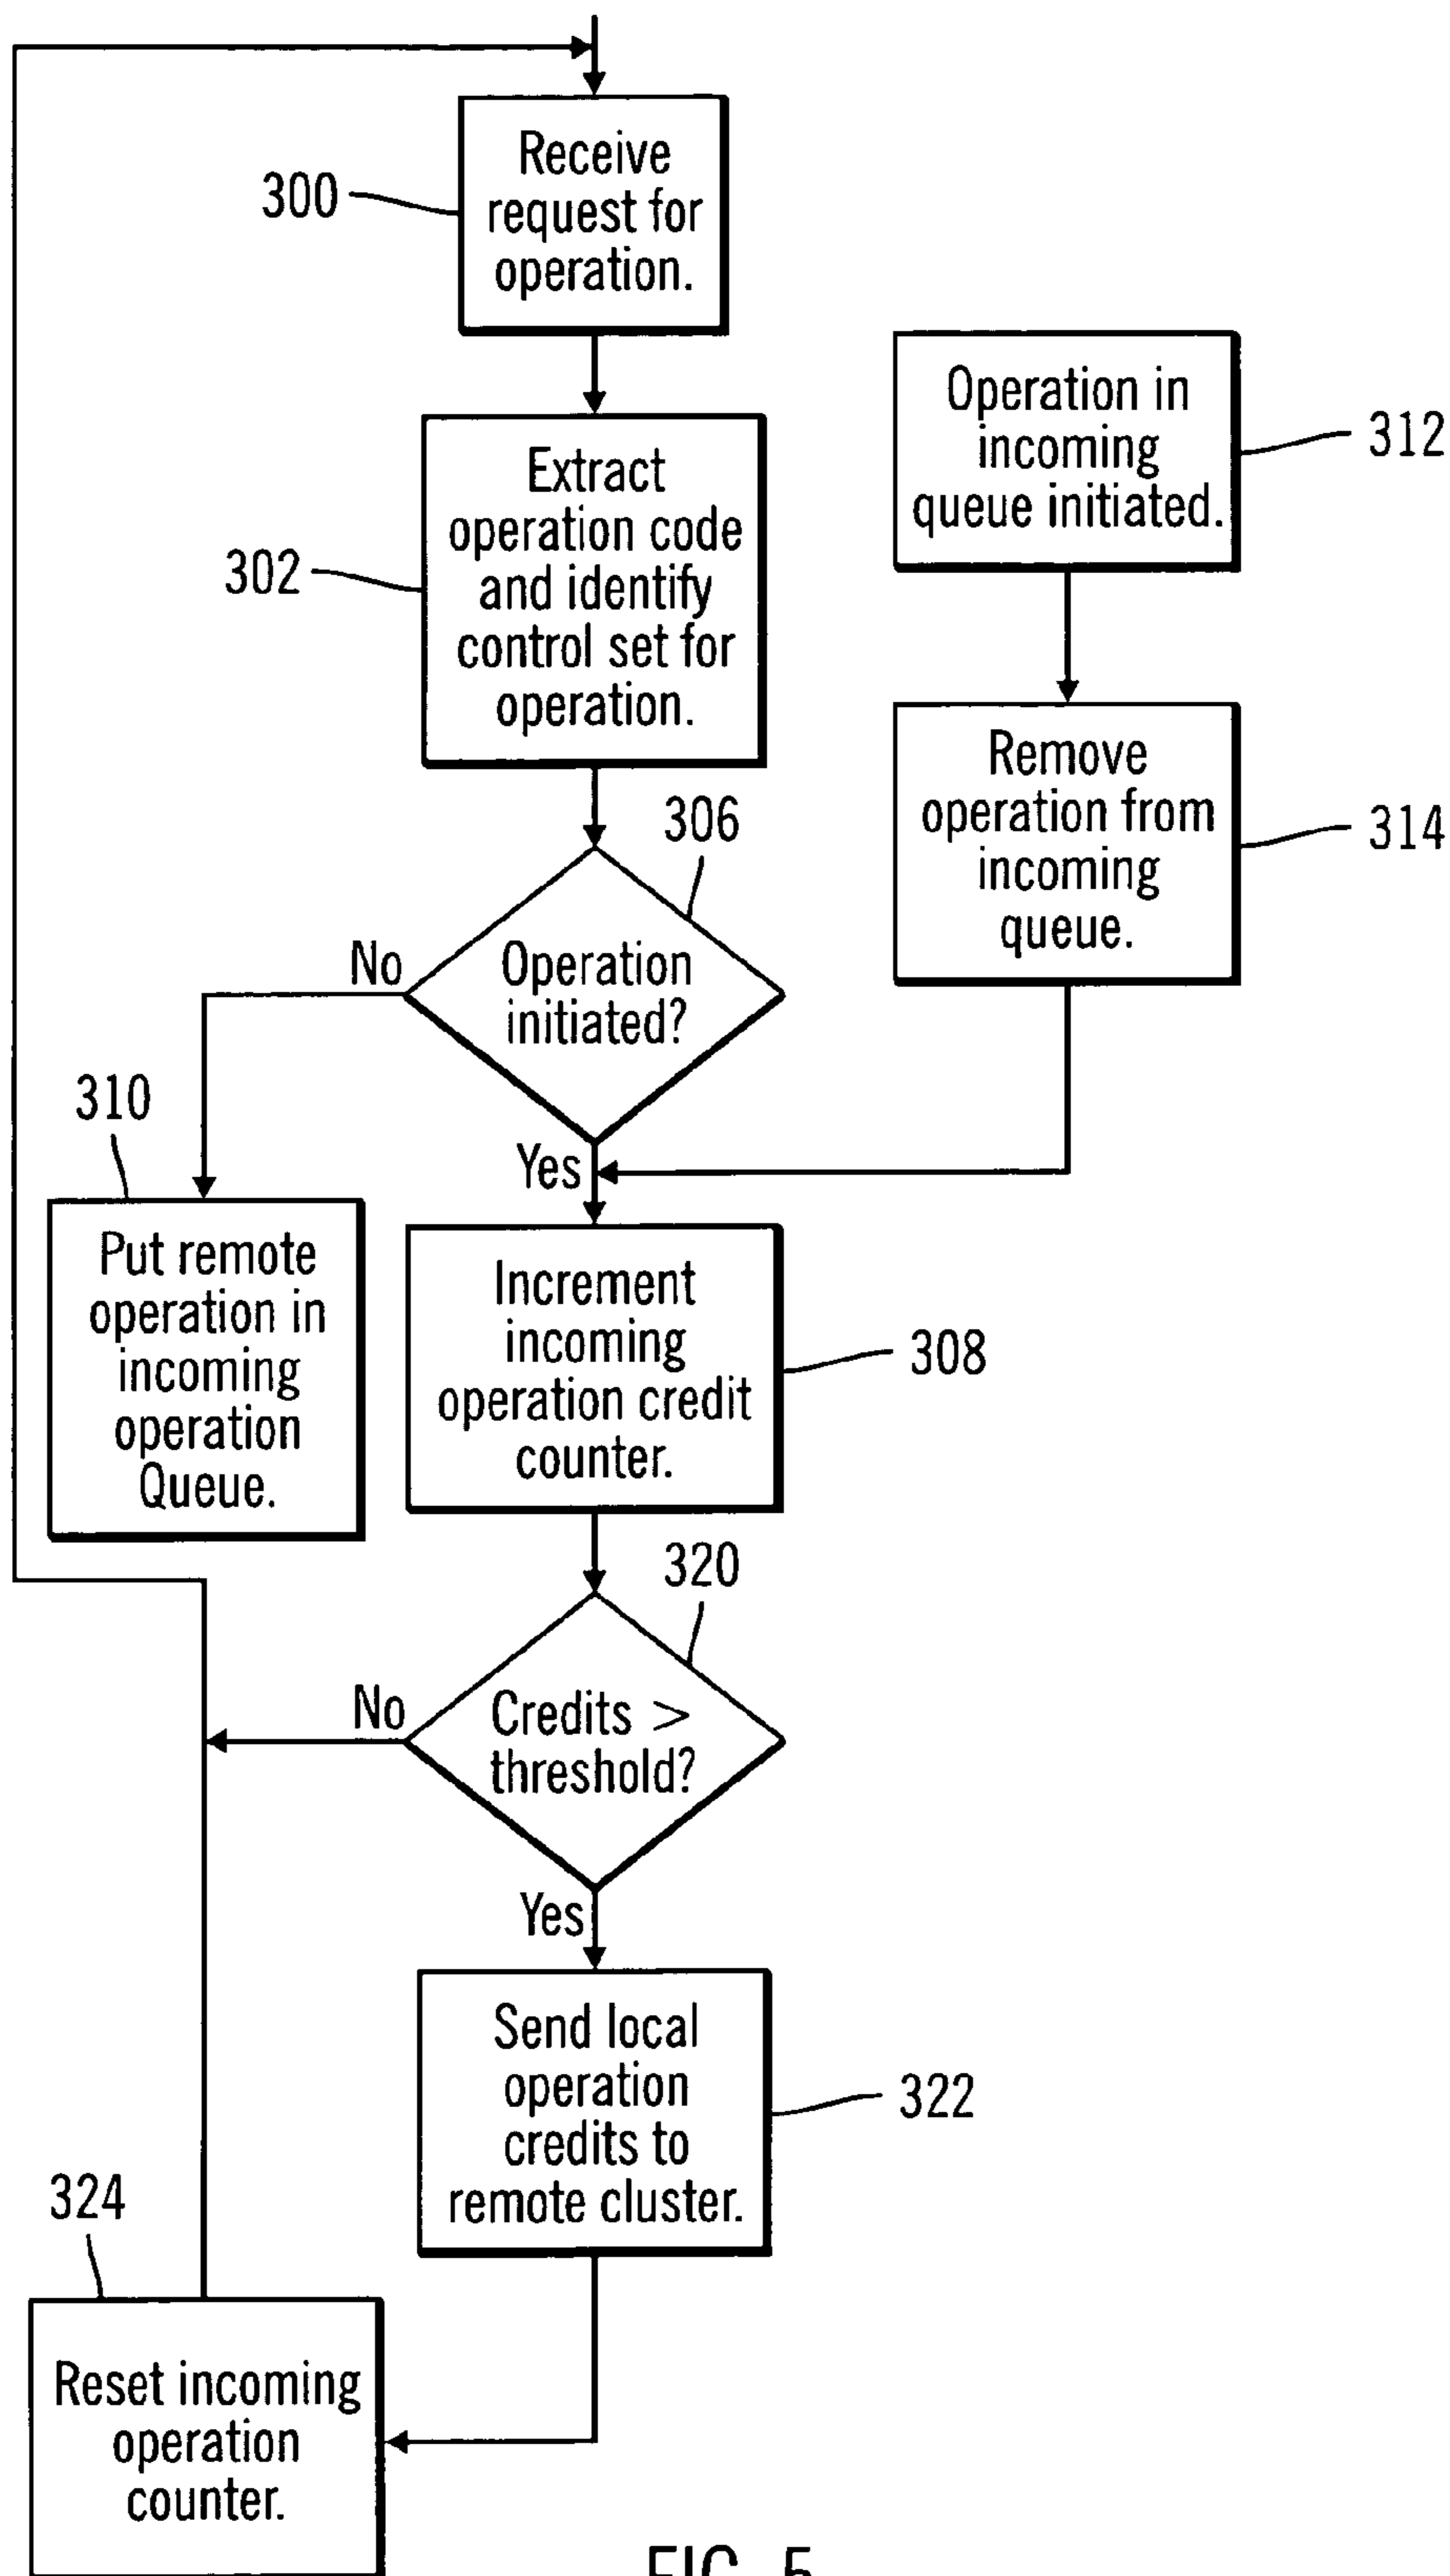 300
Receive
request for
operation.
302
Extract
operation code
and identify
control set for
operation.
312
Operation in
incoming
queue initiated.
314
Remove
operation from
incoming
queue.
306
Operation
initiated?
No
Yes
310
Put remote
operation in
incoming
operation
Queue.
308
Increment
incoming
operation credit
counter.
320
Credits >
threshold?
No
Yes
322
Send local
operation
credits to
remote cluster.
324
Reset incoming
operation
counter.
FIG. 5